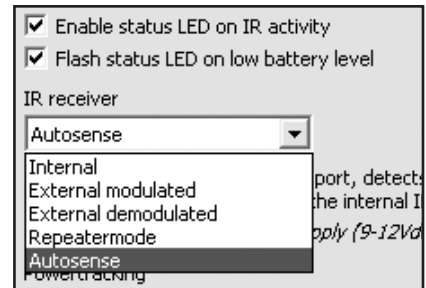 Enable status LED on IR activity
Flash status LED on low battery level
IR receiver
Autosense
Internal
External modulated
port, detects
External demodulated
the internal
Repeatermode
pply (9-12Vd
Autosense
Powertracking